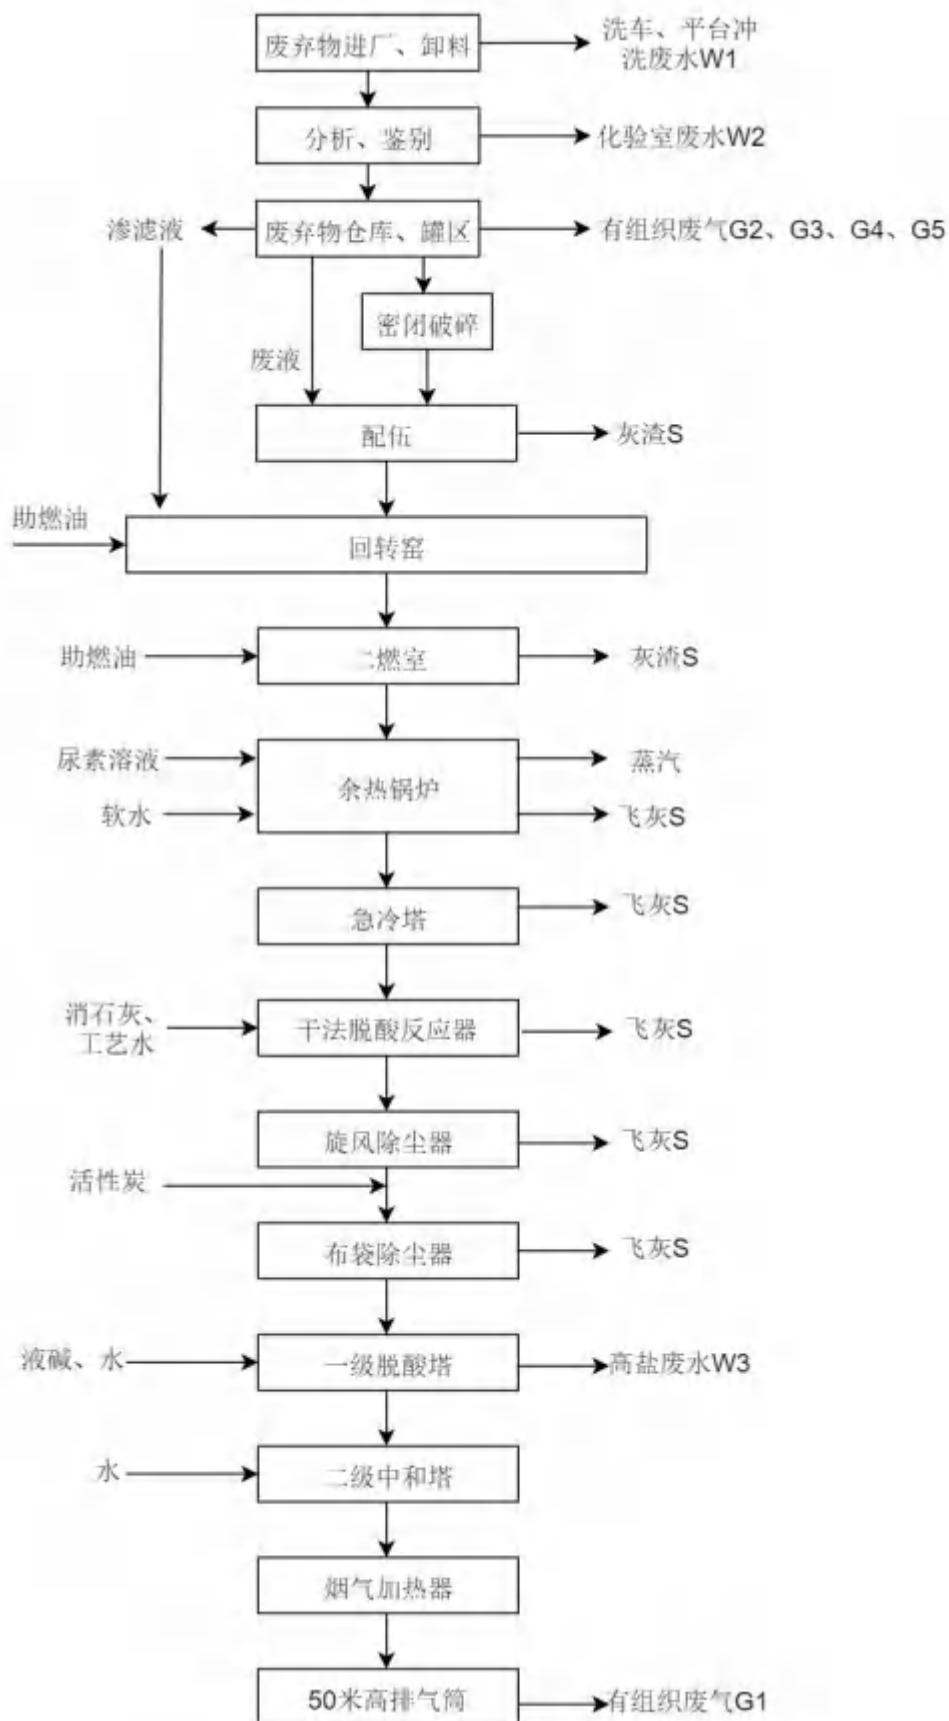 废弃物进厂、卸料
洗车、平台冲
洗废水W1
分析、鉴别
化验室废水W2
渗滤液
废弃物仓库、罐区
有组织废气G2、G3、G4、G5
密闭破碎
废液
配伍
灰渣S
助燃油
回转窑
助燃油
二燃室
灰渣S
尿素溶液
余热锅炉
蒸汽
软水
飞灰S
急冷塔
飞灰S
消石灰、
工艺水
干法脱酸反应器
飞灰S
旋风除尘器
飞灰S
活性炭
布袋除尘器
飞灰S
液碱、水
一级脱酸塔
高盐废水W3
水
二级中和塔
烟气加热器
50米高排气筒
有组织废气G1